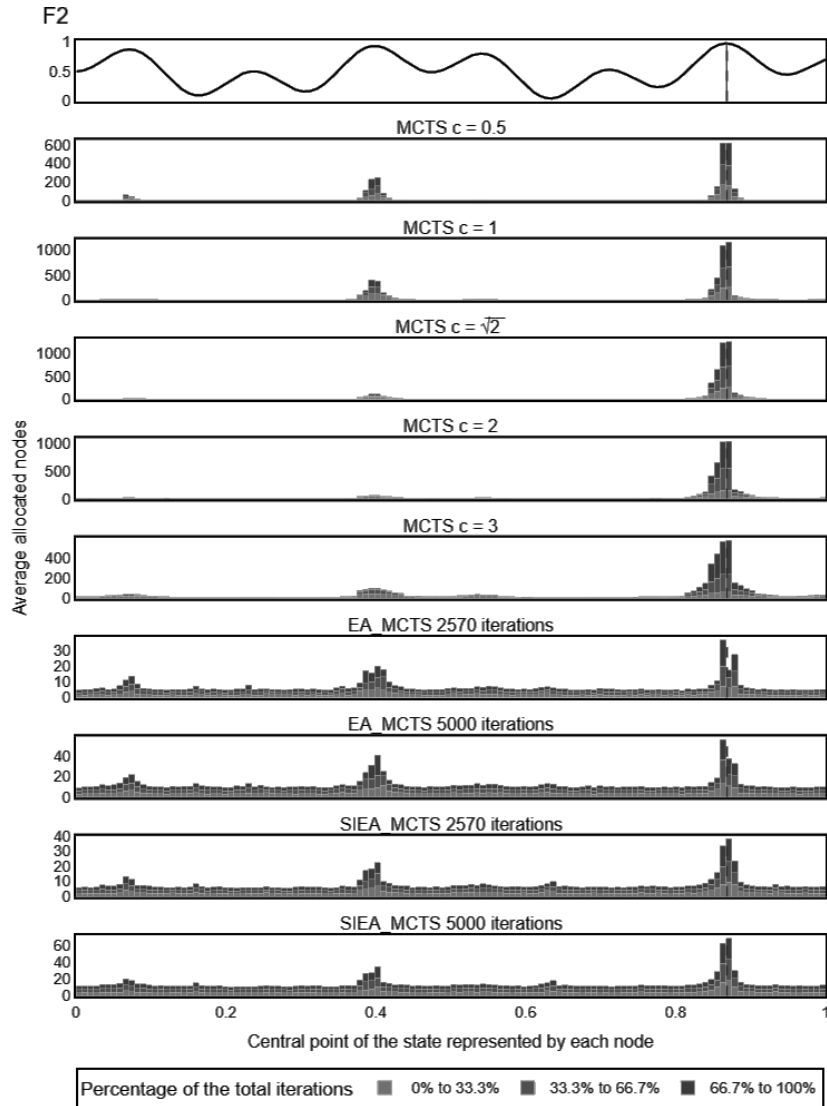 F2
1
0.5
0
MCTS c = 0.5
600
400
200
0
MCTS c = 1
1000
500
0
MCTS c = √2
1000
500
0
MCTS c = 2
1000
500
0
MCTS c = 3
400
200
0
EA_MCTS 2570 iterations
30
20
10
0
EA_MCTS 5000 iterations
40
20
0
SIEA_MCTS 2570 iterations
40
30
20
10
0
SIEA_MCTS 5000 iterations
60
40
20
0
0 0.2 0.4 0.6 0.8 1
Average allocated nodes
Central point of the state represented by each node
Percentage of the total iterations 0% to 33.3% 33.3% to 66.7% 66.7% to 100%